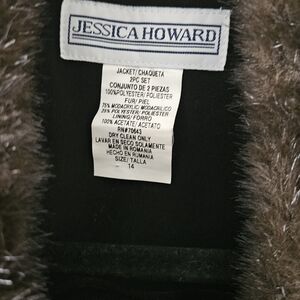 JESSICA HOWARD
JACKET/CHAQUETA
2PC SET
CONJUNTO DE 2 PIEZAS
100%POLYESTER/POLIESTER
FUR/PIEL
75% MODACRILIC/MODACRILICO
25% POLYESTER/POLIESTER
LINING/FORRO
100% ACETATE/ACETATO
RN#70643
DRY CLEAN ONLY
LAVAR EN SECO SOLAMENTE
MADE IN ROMANIA
HECHO EN RUMANIA
SIZE/TALLA
14